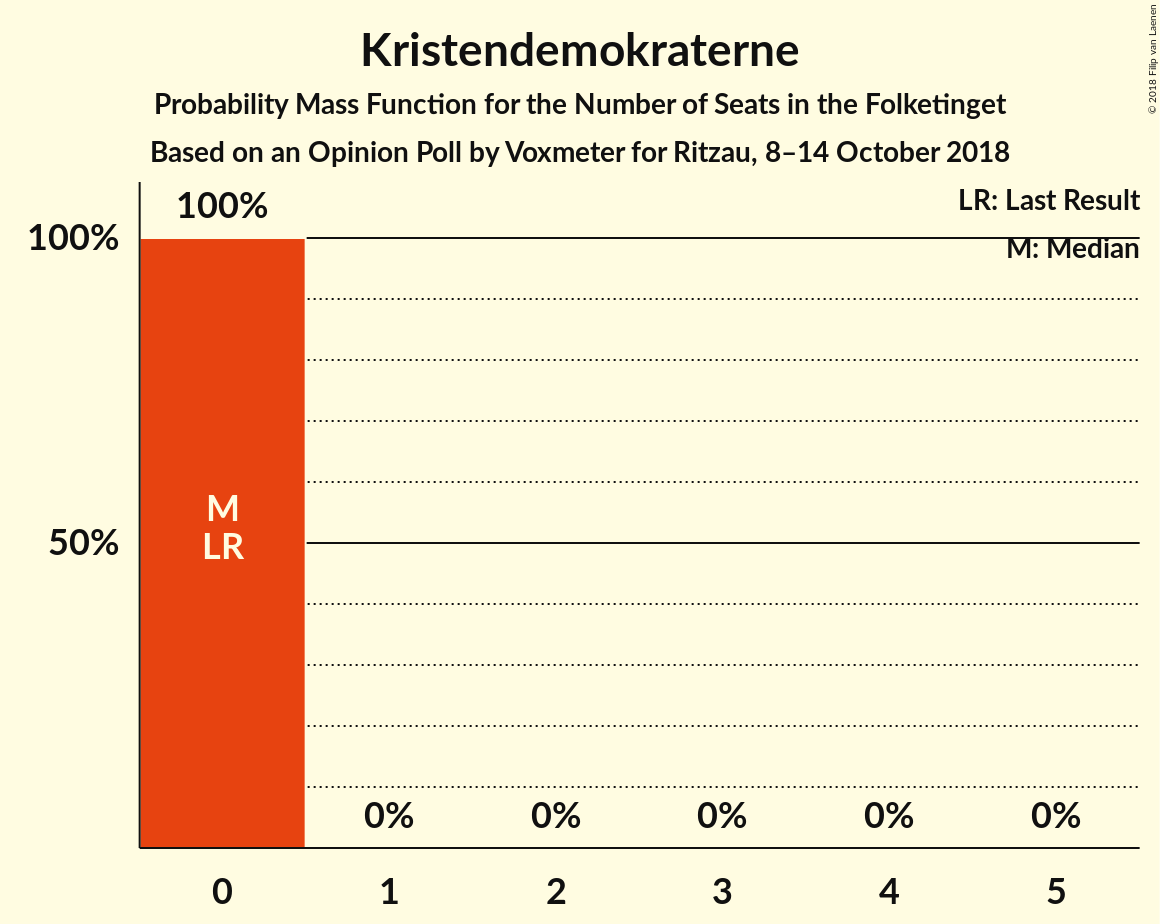 Kristendemokraterne
Probability Mass Function for the Number of Seats in the Folketinget
Based on an Opinion Poll by Voxmeter for Ritzau, 8–14 October 2018
© 2018 Filip van Laenen
LR: Last Result
M: Median
100%
100%
50%
M
LR
0%
0%
0%
0%
0%
0
1
2
3
4
5